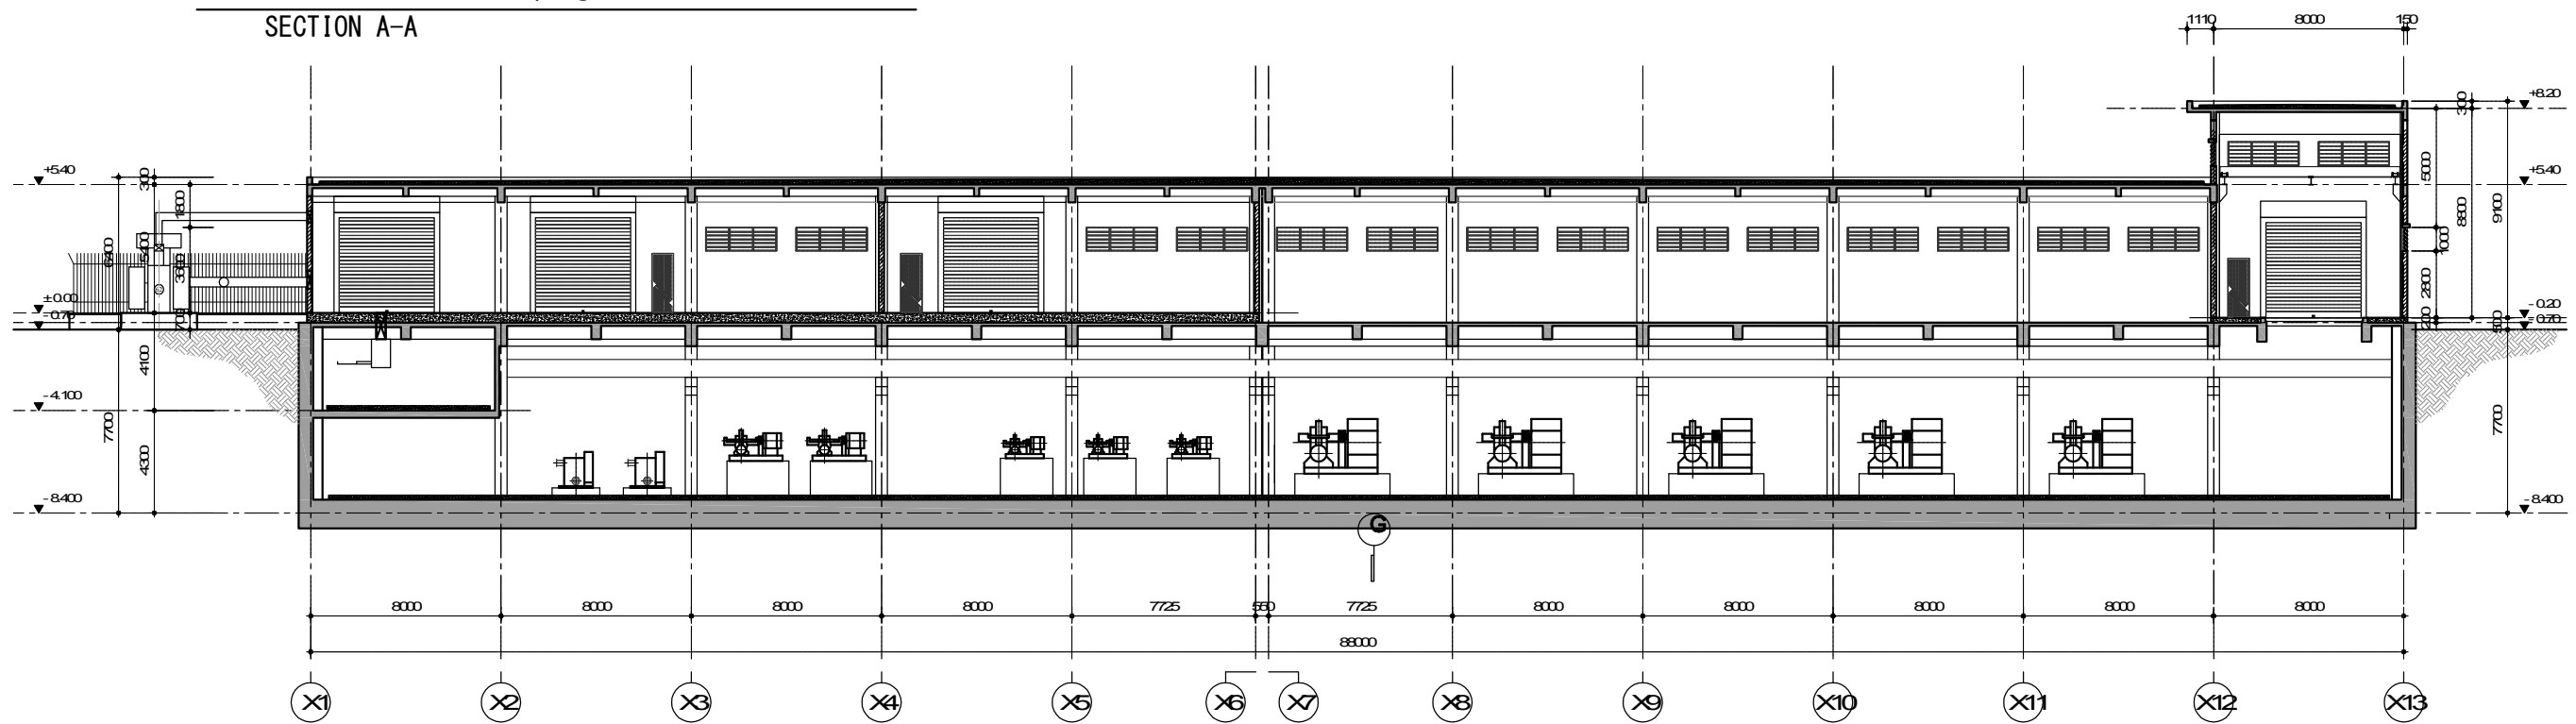 SECTION A-A
1110 8000 150
+5.40 300 1800 6400 5400 3600 ±0.00 -0.70 700
4100 -4.100 7700 4300 -8.400
300 +8.20 5000 +5.40 8800 9100 1000 2800 -0.20 200 500 -0.70
7700 -8.400
G
8000 8000 8000 8000 7725 550 7725 8000 8000 8000 8000 8000
88000
X1 X2 X3 X4 X5 X6 X7 X8 X9 X10 X11 X12 X13